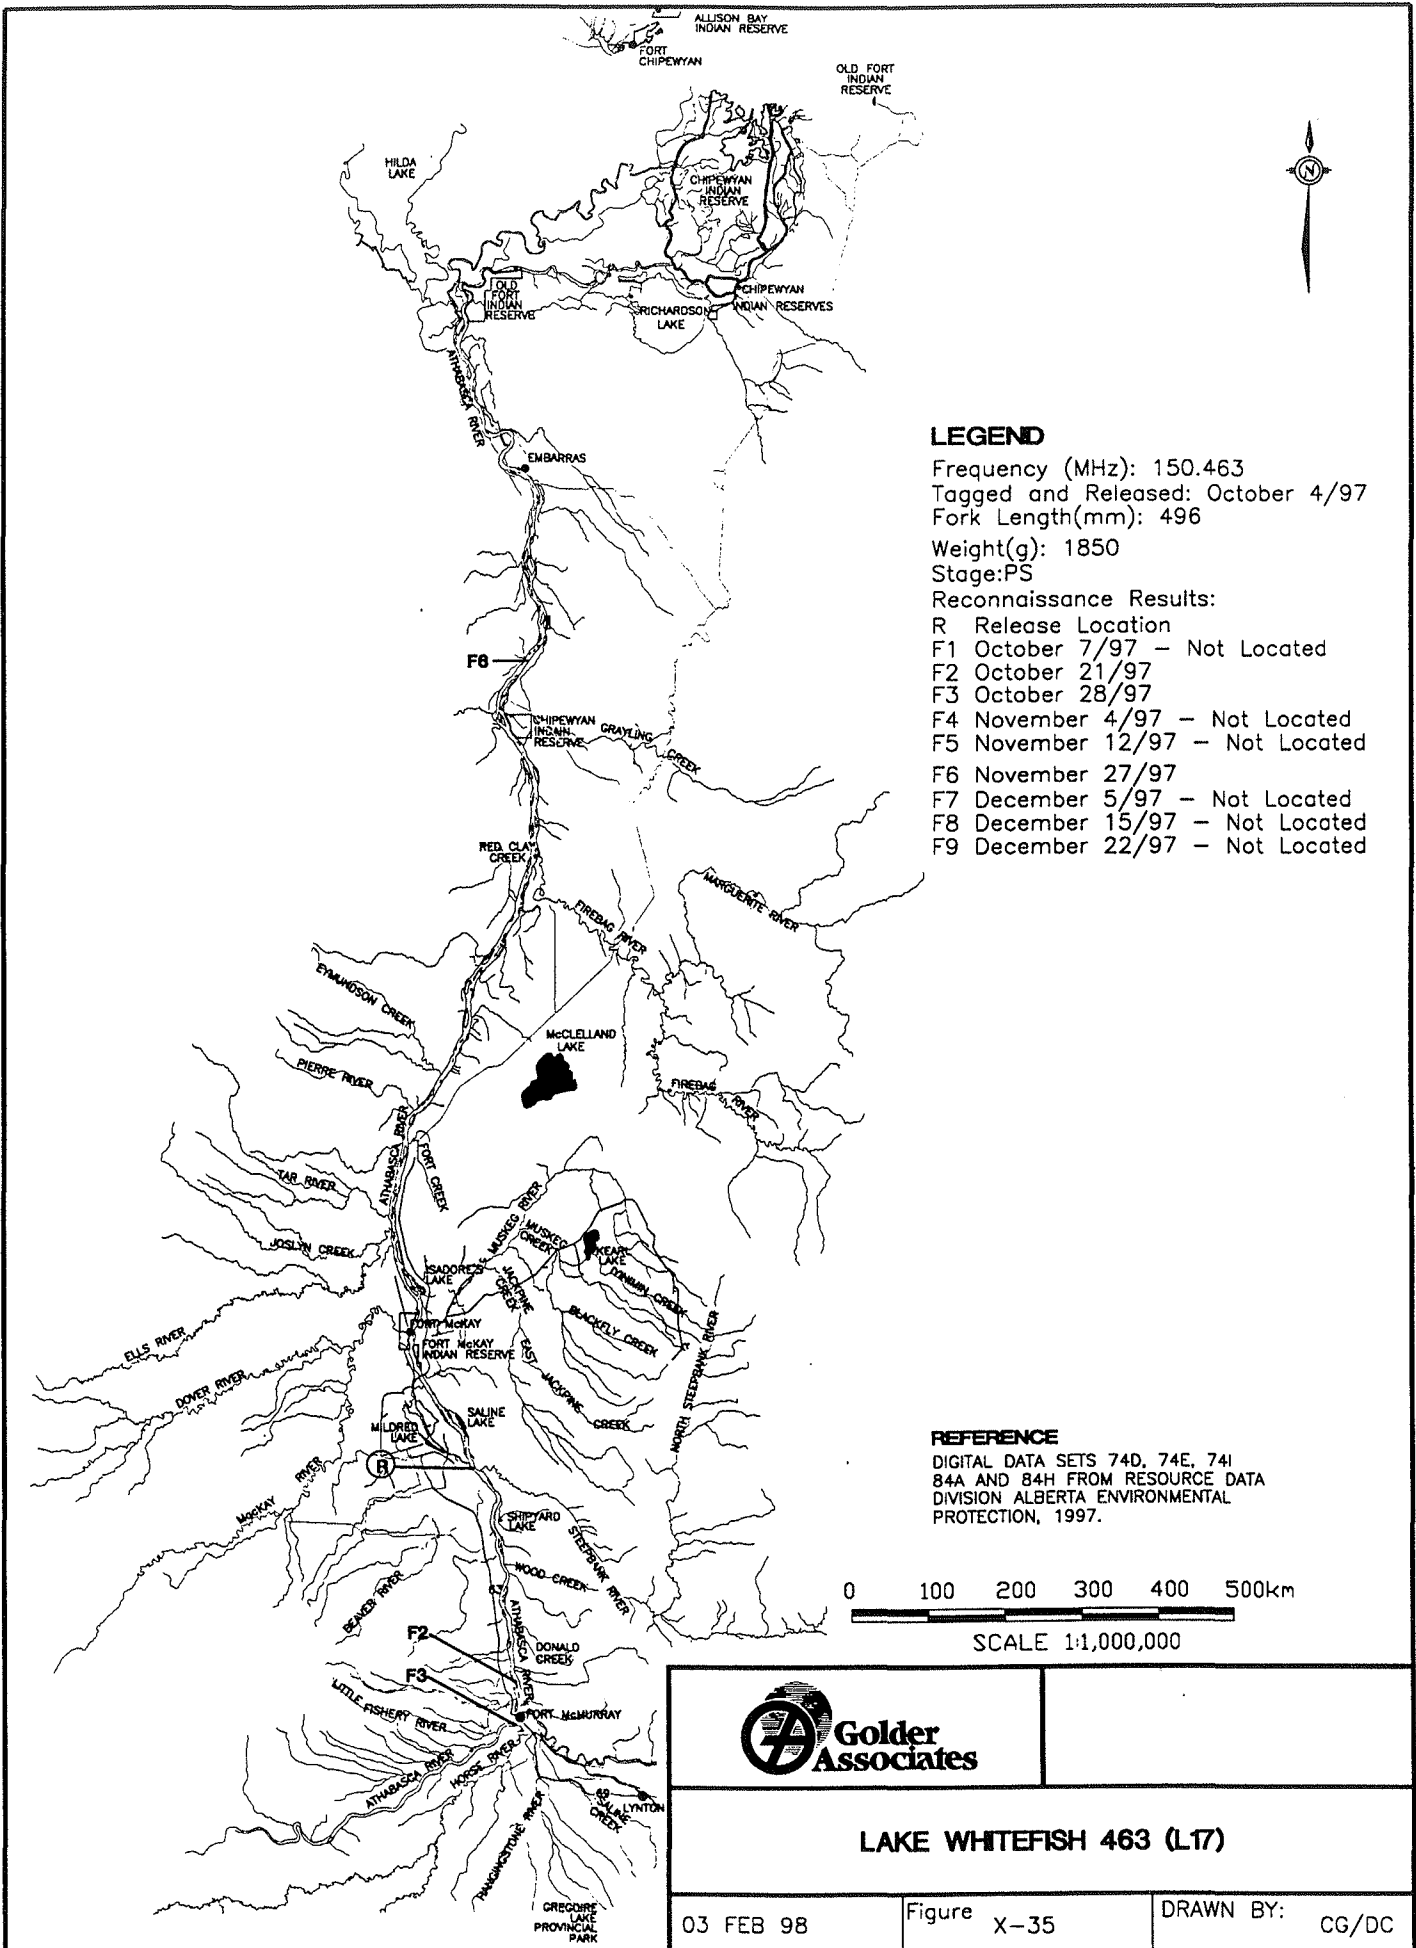 ALLISON BAY
INDIAN RESERVE
FORT
CHIPEWYAN
OLD FORT
INDIAN
RESERVE
HILDA
LAKE
CHIPEWYAN
INDIAN
RESERVE
OLD
FORT
INDIAN
RESERVE
CHIPEWYAN
INDIAN RESERVES
RICHARDSON
LAKE
ATHABASCA RIVER
EMBARRAS
LEGEND
Frequency (MHz): 150.463
Tagged and Released: October 4/97
Fork Length(mm): 496
Weight(g): 1850
Stage:PS
Reconnaissance Results:
R Release Location
F1 October 7/97 – Not Located
F2 October 21/97
F3 October 28/97
F4 November 4/97 – Not Located
F5 November 12/97 – Not Located
F6 November 27/97
F7 December 5/97 – Not Located
F8 December 15/97 – Not Located
F9 December 22/97 – Not Located
N
F6
CHIPEWYAN
INDIAN
RESERVE
GRAYLING
CREEK
RED CLAY
CREEK
MARGUERITE RIVER
FIREBAG RIVER
EYMUNDSON CREEK
McCLELLAND
LAKE
PIERRE RIVER
FIREBAG RIVER
ATHABASCA RIVER
FORT CREEK
TAR RIVER
MUSKEG RIVER
MUSKEG
CREEK
JOSLYN CREEK
KEARL
LAKE
ISADORE'S
LAKE
JACKPINE
CREEK
BLACKFLY CREEK
FORT McKAY
FORT McKAY
INDIAN RESERVE
ELLS RIVER
EAST
JACKPINE
CREEK
NORTH STEEPBANK RIVER
DOVER RIVER
SALINE
LAKE
MILDRED
LAKE
R
MacKAY
RIVER
REFERENCE
DIGITAL DATA SETS 74D, 74E, 74I
84A AND 84H FROM RESOURCE DATA
DIVISION ALBERTA ENVIRONMENTAL
PROTECTION, 1997.
SHIPYARD
LAKE
STEEPBANK RIVER
WOOD CREEK
63
BEAVER RIVER
ATHABASCA RIVER
0 100 200 300 400 500km
SCALE 1:1,000,000
F2
DONALD
CREEK
F3
LITTLE FISHERY RIVER
FORT McMURRAY
ATHABASCA RIVER
HORSE RIVER
HANGINGSTONE RIVER
69
SALINE
CREEK
LYNTON
GREGOIRE
LAKE
PROVINCIAL
PARK
Golder
Associates
LAKE WHITEFISH 463 (L17)
03 FEB 98
Figure X-35
DRAWN BY: CG/DC